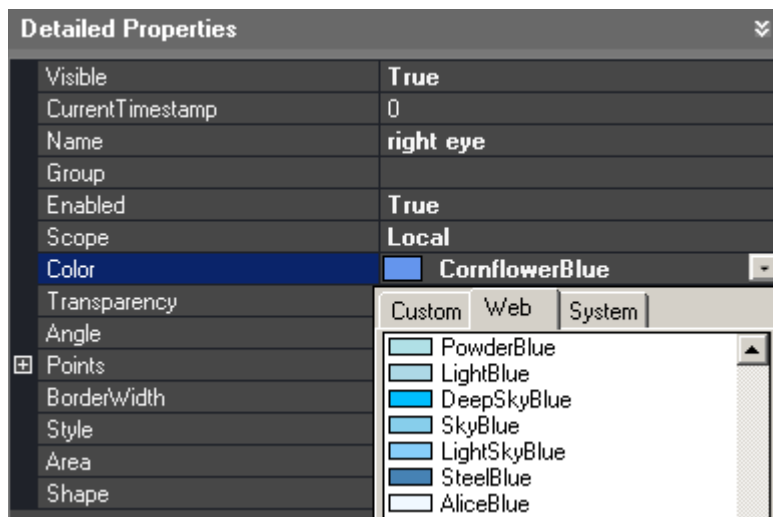 Detailed Properties
Visible True
CurrentTimestamp 0
Name right eye
Group
Enabled True
Scope Local
Color CornflowerBlue
Transparency
Custom Web System
Angle
PowderBlue
Points
LightBlue
BorderWidth
DeepSkyBlue
Style
SkyBlue
Area
LightSkyBlue
Shape
SteelBlue
AliceBlue